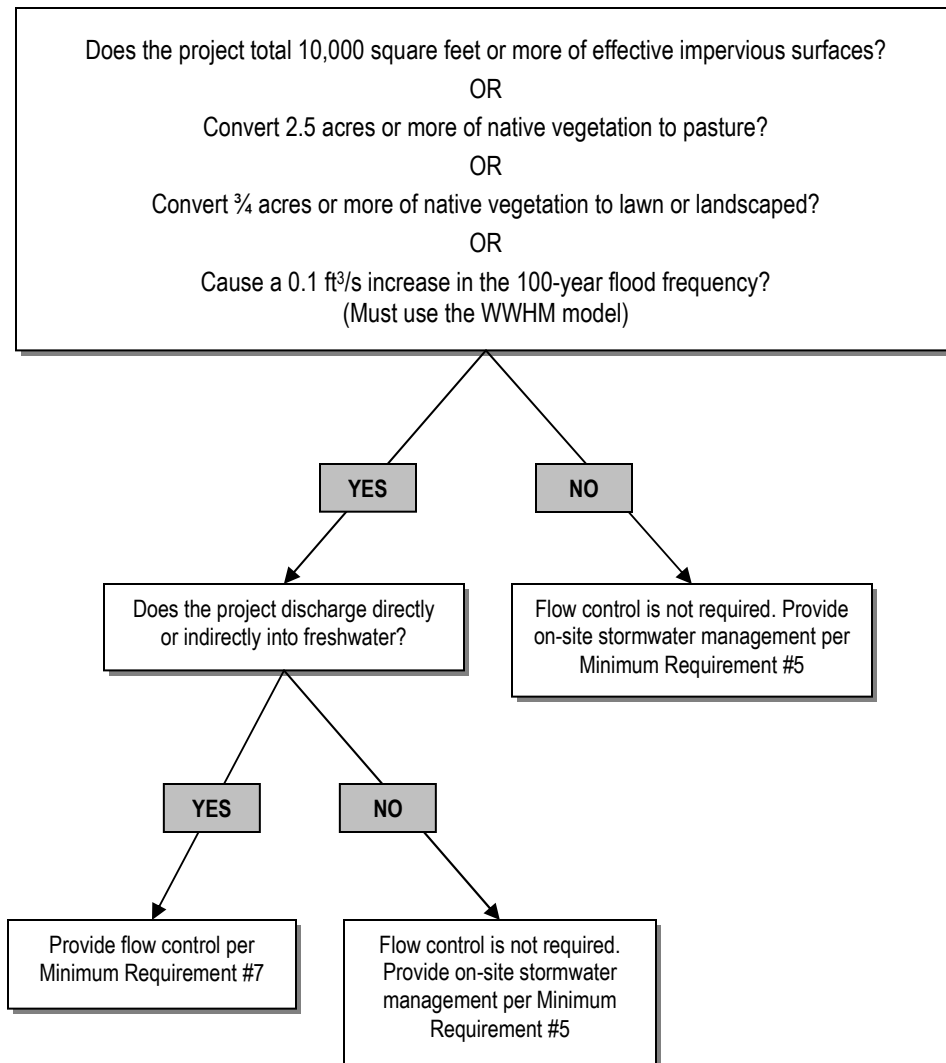 Does the project total 10,000 square feet or more of effective impervious surfaces?
OR
Convert 2.5 acres or more of native vegetation to pasture?
OR
Convert ¾ acres or more of native vegetation to lawn or landscaped?
OR
Cause a 0.1 ft³/s increase in the 100-year flood frequency?
(Must use the WWHM model)
YES
NO
Does the project discharge directly
or indirectly into freshwater?
Flow control is not required. Provide
on-site stormwater management per
Minimum Requirement #5
YES
NO
Provide flow control per
Minimum Requirement #7
Flow control is not required.
Provide on-site stormwater
management per Minimum
Requirement #5